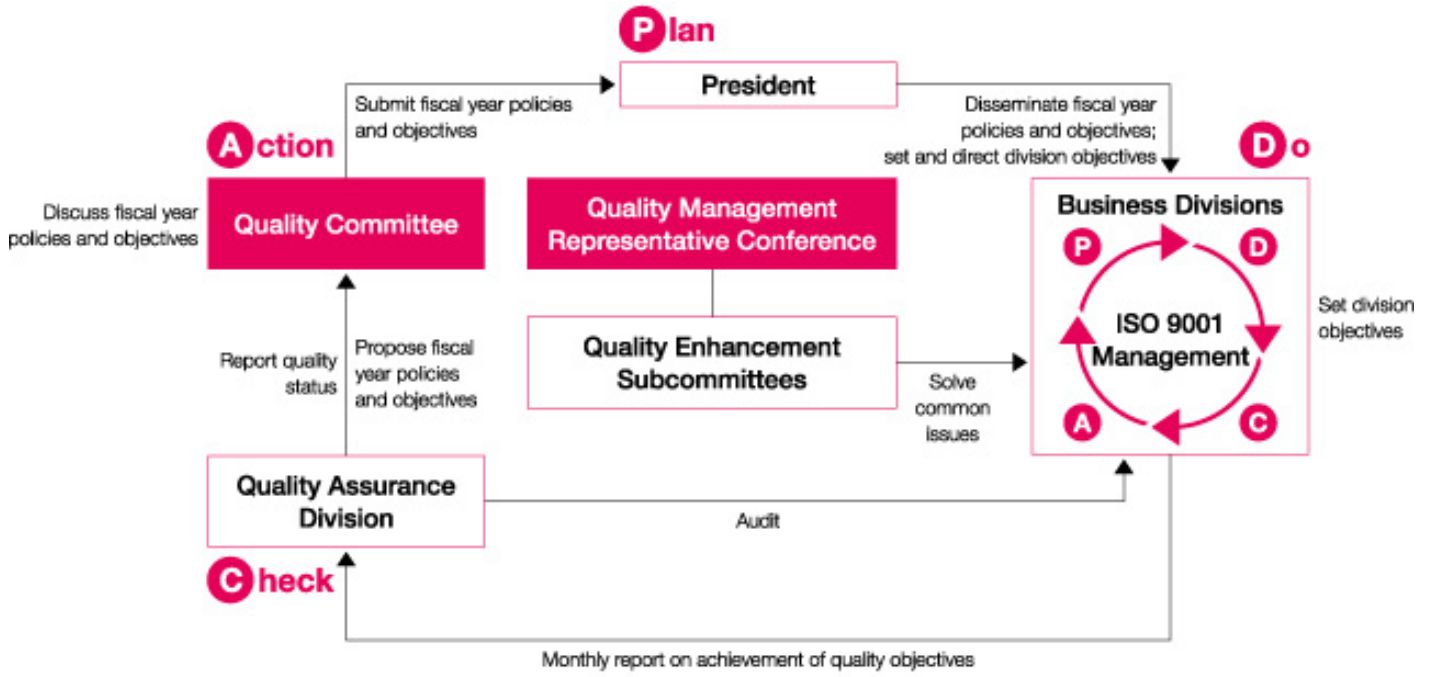 Plan
President
Submit fiscal year policies
and objectives
Disseminate fiscal year
policies and objectives;
set and direct division objectives
Action
Do
Discuss fiscal year
policies and objectives
Quality Committee
Quality Management
Representative Conference
Business Divisions
P
D
ISO 9001
Management
A
C
Set division
objectives
Quality Enhancement
Subcommittees
Solve
common
issues
Report quality
status
Propose fiscal
year policies
and objectives
Quality Assurance
Division
Audit
Check
Monthly report on achievement of quality objectives